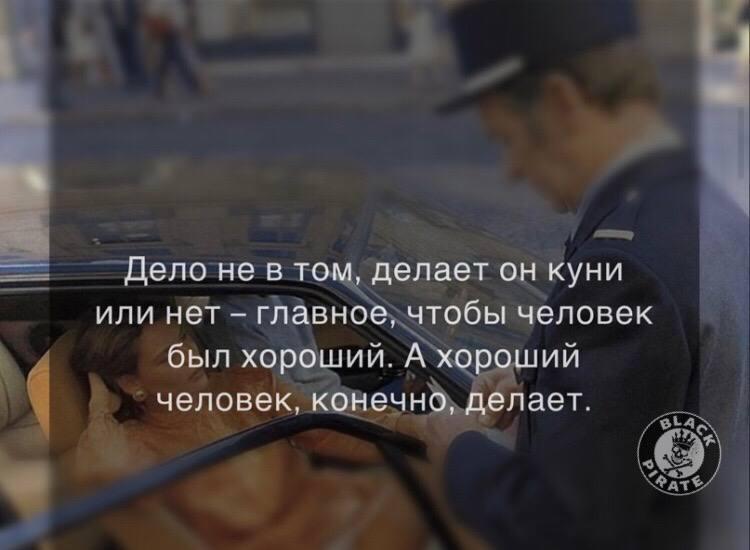 Дело не в том, делает он куни
или нет – главное, чтобы человек
был хороший. А хороший
человек, конечно, делает.
BLACK
PIRATE